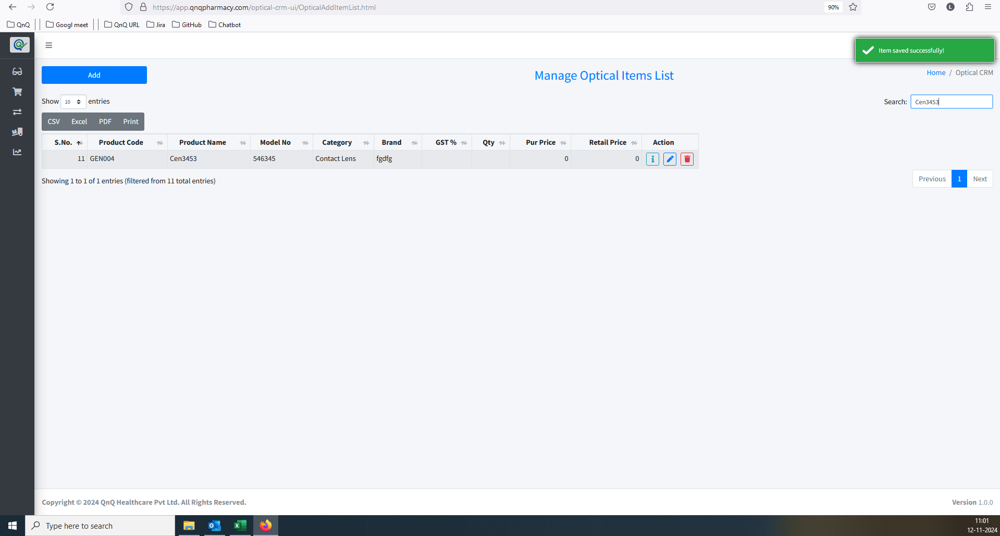 https://app.qnqpharmacy.com/optical-crm-ui/OpticalAddItemList.html 90% L
QnQ Googl meet QnQ URL Jira GitHub Chatbot
Item saved successfully!
Add Manage Optical Items List Home / Optical CRM
Show 10 entries Search: Cen3453
CSV Excel PDF Print
S.No. Product Code Product Name Model No Category Brand GST % Qty Pur Price Retail Price Action
11 GEN004 Cen3453 546345 Contact Lens fgdfg 0 0
Showing 1 to 1 of 1 entries (filtered from 11 total entries) Previous 1 Next
Copyright © 2024 QnQ Healthcare Pvt Ltd. All Rights Reserved. Version 1.0.0
Type here to search
11:01
12-11-2024